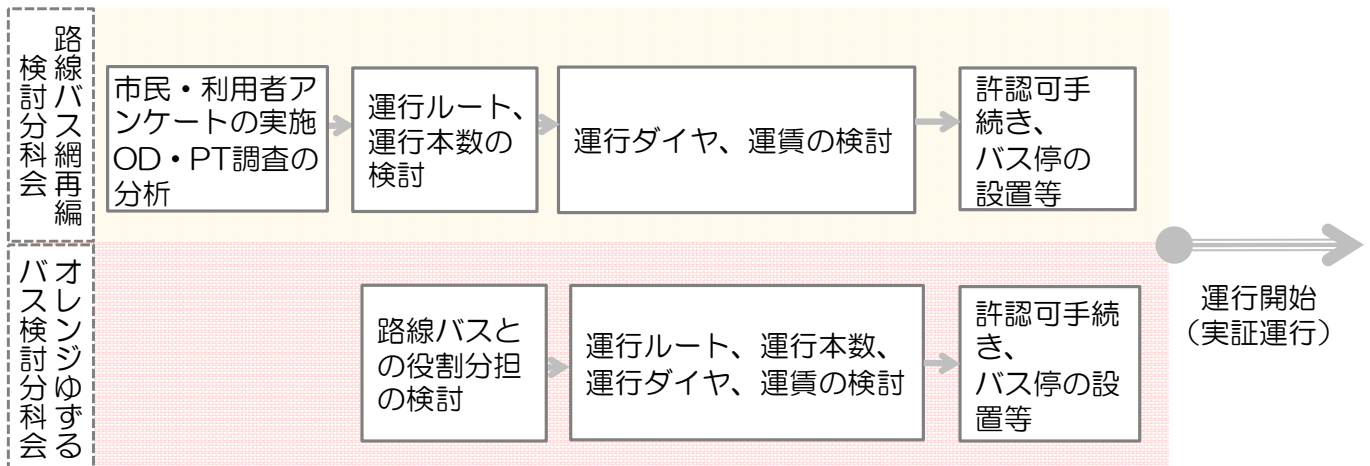 路線バス網再編
検討分科会
市民・利用者ア
ンケートの実施
OD・PT調査の
分析
運行ルート、
運行本数の
検討
運行ダイヤ、運賃の検討
許認可手
続き、
バス停の
設置等
オレンジゆずる
バス検討分科会
路線バスと
の役割分担
の検討
運行ルート、運行本数、
運行ダイヤ、運賃の検討
許認可手続
き、
バス停の設
置等
運行開始
（実証運行）